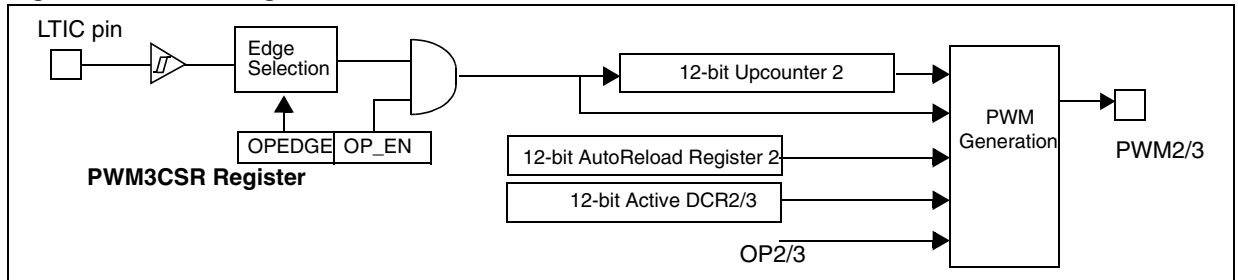 LTIC pin
Edge
Selection
12-bit Upcounter 2
OPEDGE OP_EN
PWM3CSR Register
12-bit AutoReload Register 2
12-bit Active DCR2/3
OP2/3
PWM
Generation
PWM2/3